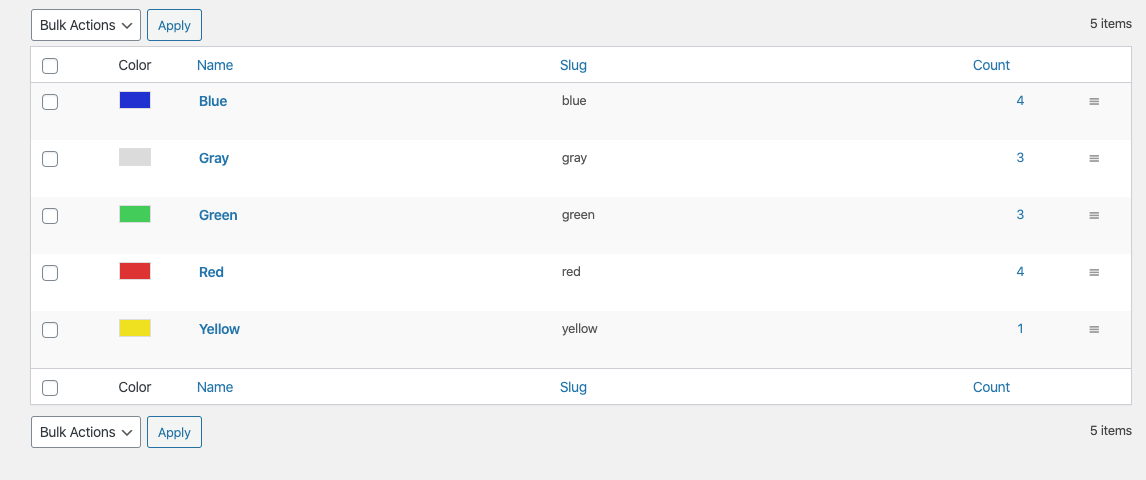 Bulk Actions Apply 5 items
Color Name Slug Count
Blue blue 4
Gray gray 3
Green green 3
Red red 4
Yellow yellow 1
Color Name Slug Count
Bulk Actions Apply 5 items